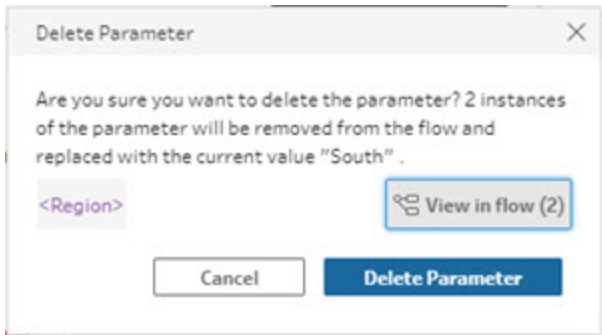 Delete Parameter
Are you sure you want to delete the parameter? 2 instances
of the parameter will be removed from the flow and
replaced with the current value "South" .
<Region>
View in flow (2)
Cancel
Delete Parameter